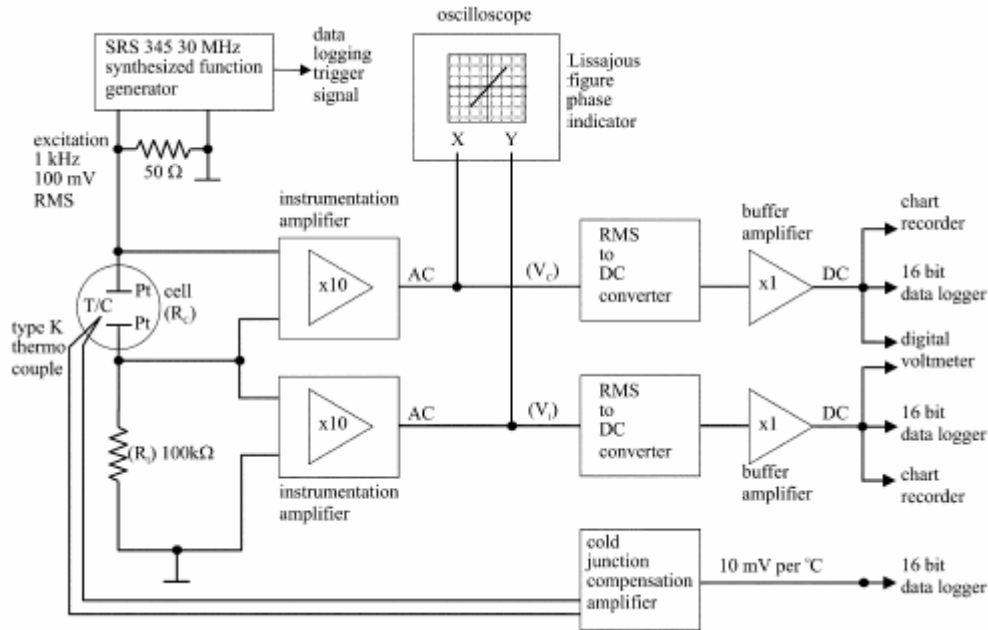 oscilloscope
SRS 345 30 MHz
synthesized function
generator
data
logging
trigger
signal
Lissajous
figure
phase
indicator
X Y
excitation
1 kHz
100 mV
RMS
50 Ω
instrumentation
amplifier
x10
AC
(Vc)
RMS
to
DC
converter
buffer
amplifier
x1
DC
chart
recorder
16 bit
data logger
digital
voltmeter
Pt
T/C
Pt
cell
(Rc)
type K
thermo
couple
x10
AC
(Vi)
instrumentation
amplifier
RMS
to
DC
converter
x1
DC
buffer
amplifier
16 bit
data logger
chart
recorder
(Ri) 100kΩ
cold
junction
compensation
amplifier
10 mV per °C
16 bit
data logger